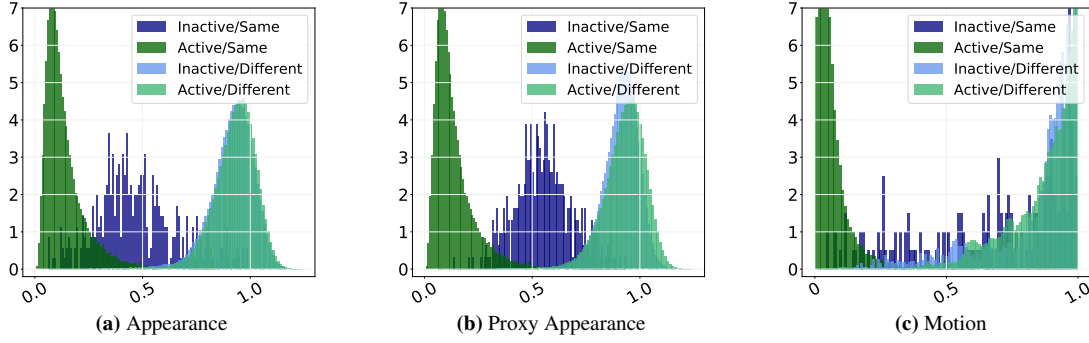 7
6
5
4
3
2
1
0
0.0
0.5
1.0
Inactive/Same
Active/Same
Inactive/Different
Active/Different
(a) Appearance
7
6
5
4
3
2
1
0
0.0
0.5
1.0
Inactive/Same
Active/Same
Inactive/Different
Active/Different
(b) Proxy Appearance
7
6
5
4
3
2
1
0
0
0.5
1.0
Inactive/Same
Active/Same
Inactive/Different
Active/Different
(c) Motion